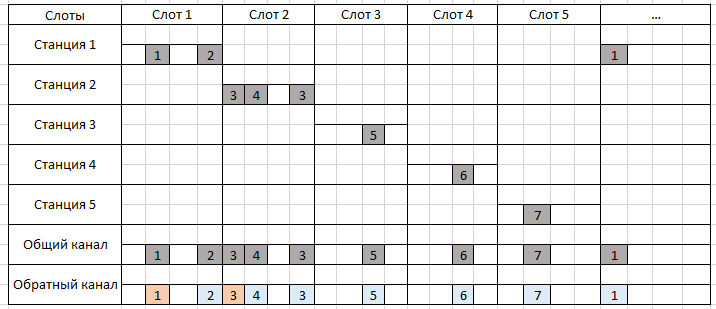 Слоты Слот 1 Слот 2 Слот 3 Слот 4 Слот 5 ...
Станция 1 1 2 1
Станция 2 3 4 3
Станция 3 5
Станция 4 6
Станция 5 7
Общий канал 1 2 3 4 3 5 6 7 1
Обратный канал 1 2 3 4 3 5 6 7 1